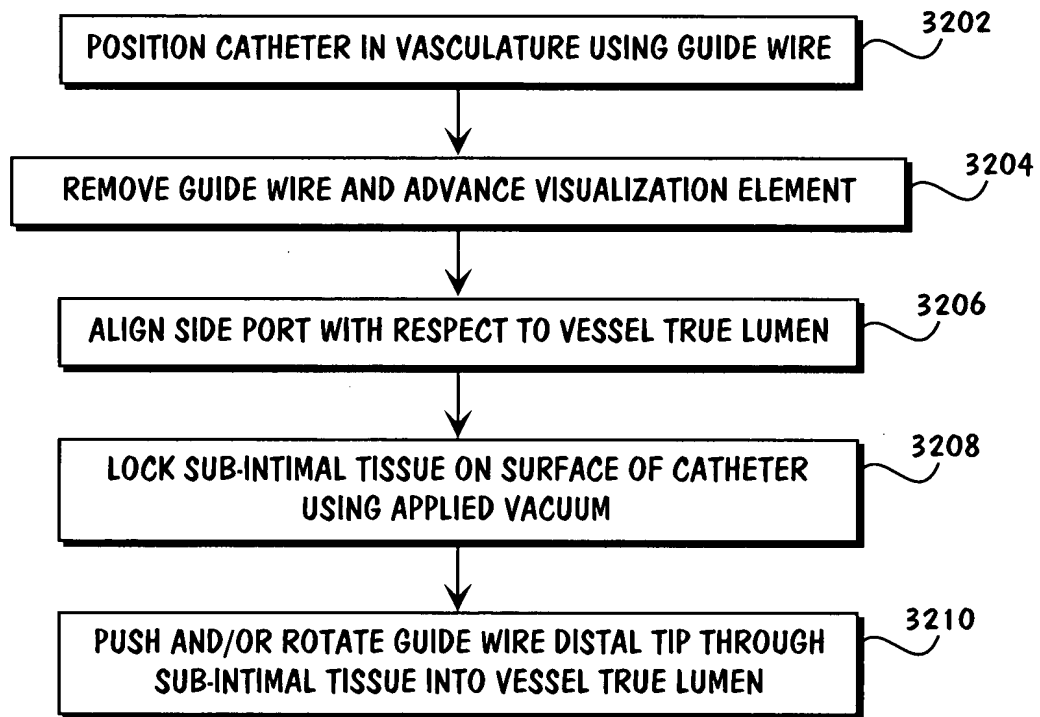 POSITION CATHETER IN VASCULATURE USING GUIDE WIRE
3202
REMOVE GUIDE WIRE AND ADVANCE VISUALIZATION ELEMENT
3204
ALIGN SIDE PORT WITH RESPECT TO VESSEL TRUE LUMEN
3206
LOCK SUB-INTIMAL TISSUE ON SURFACE OF CATHETER
USING APPLIED VACUUM
3208
PUSH AND/OR ROTATE GUIDE WIRE DISTAL TIP THROUGH
SUB-INTIMAL TISSUE INTO VESSEL TRUE LUMEN
3210